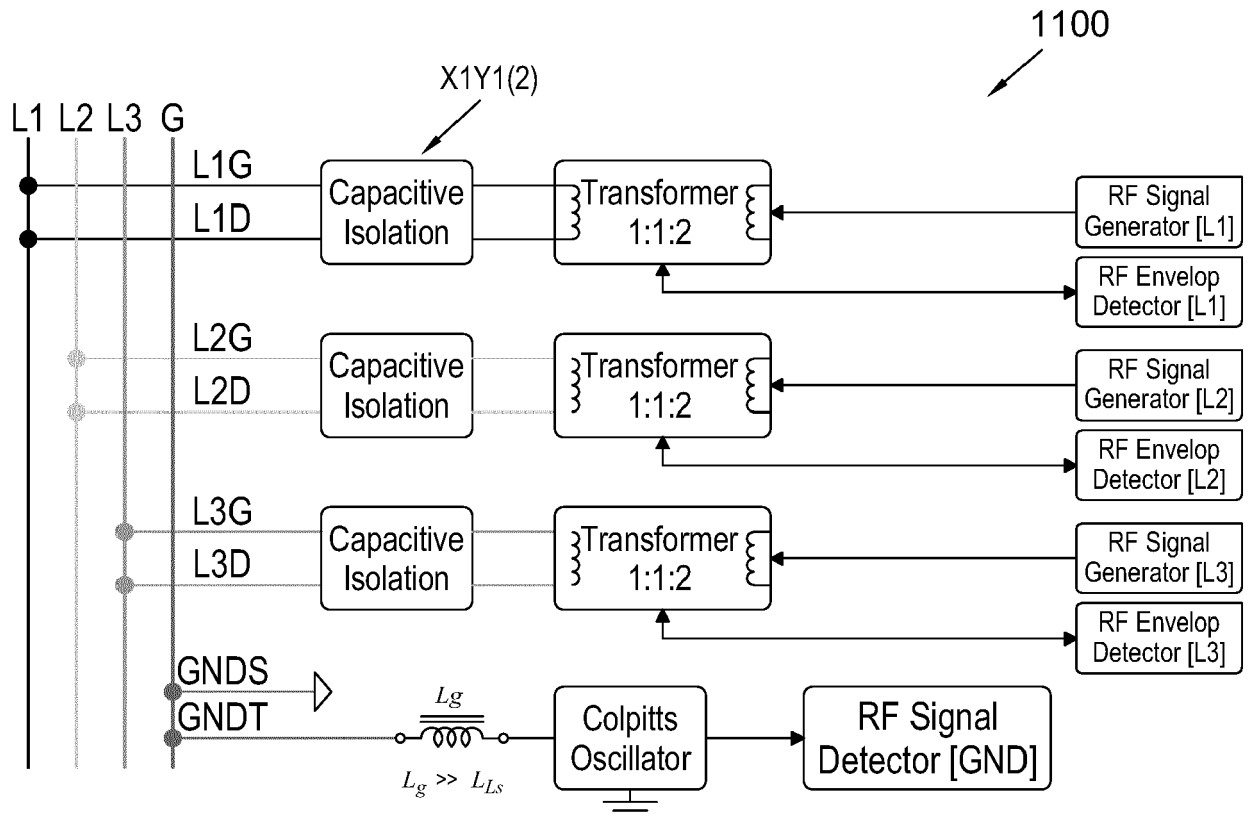 1100
X1Y1(2)
L1 L2 L3 G
L1G
L1D
Capacitive
Isolation
Transformer
1:1:2
RF Signal
Generator [L1]
RF Envelop
Detector [L1]
L2G
L2D
Capacitive
Isolation
Transformer
1:1:2
RF Signal
Generator [L2]
RF Envelop
Detector [L2]
L3G
L3D
Capacitive
Isolation
Transformer
1:1:2
RF Signal
Generator [L3]
RF Envelop
Detector [L3]
GNDS
GNDT
Lg
Lg >> LLs
Colpitts
Oscillator
RF Signal
Detector [GND]